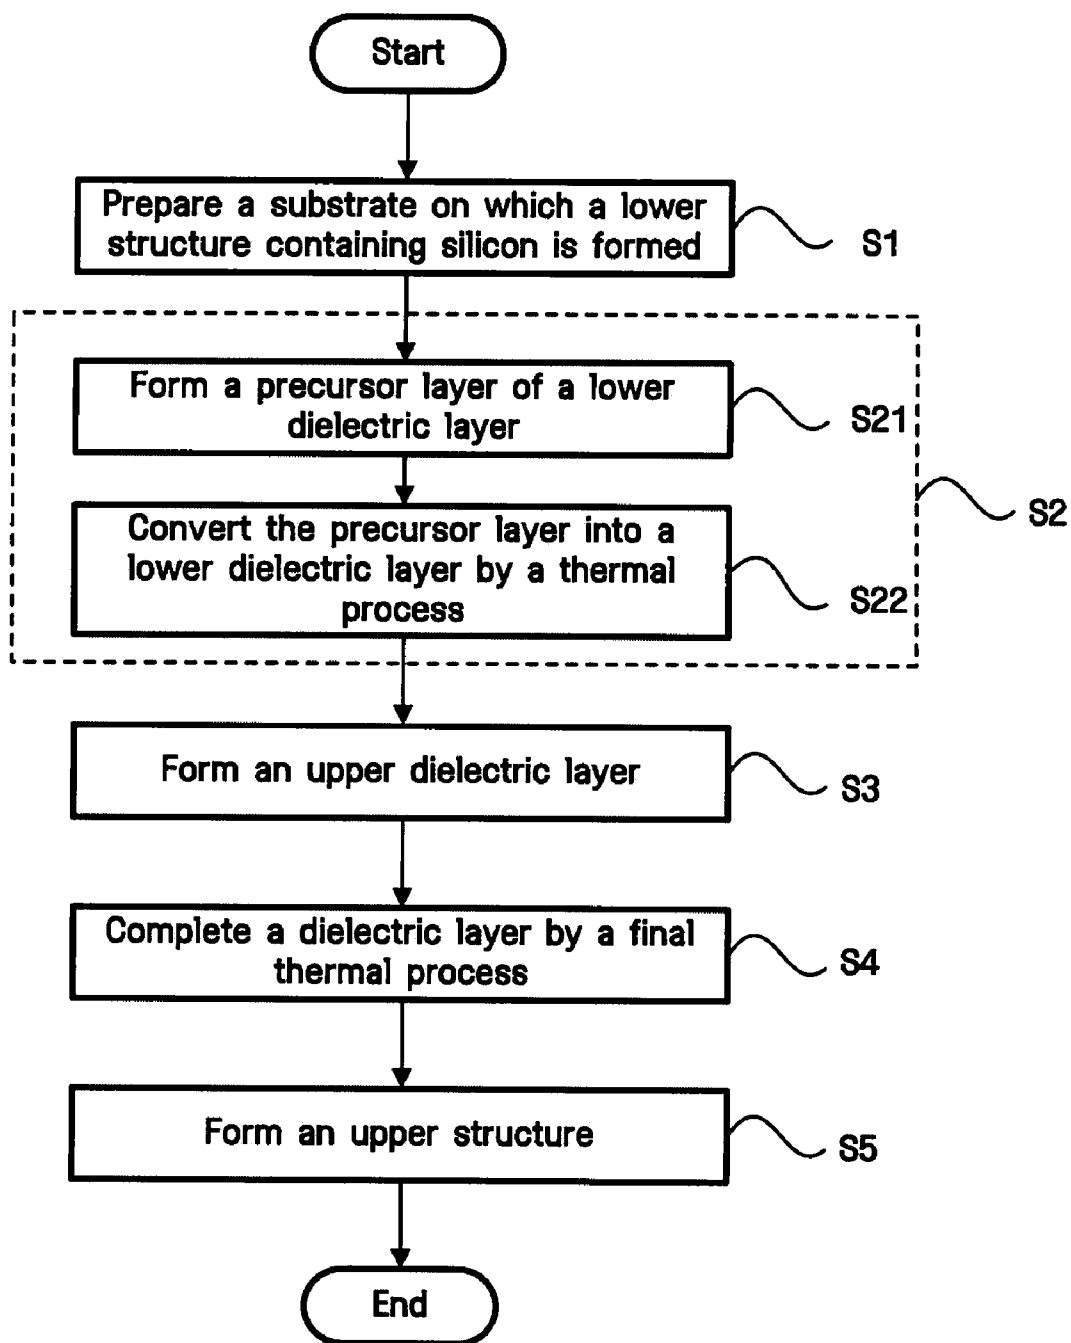 Start
Prepare a substrate on which a lower
structure containing silicon is formed
S1
Form a precursor layer of a lower
dielectric layer
S21
Convert the precursor layer into a
lower dielectric layer by a thermal
process
S22
S2
Form an upper dielectric layer
S3
Complete a dielectric layer by a final
thermal process
S4
Form an upper structure
S5
End